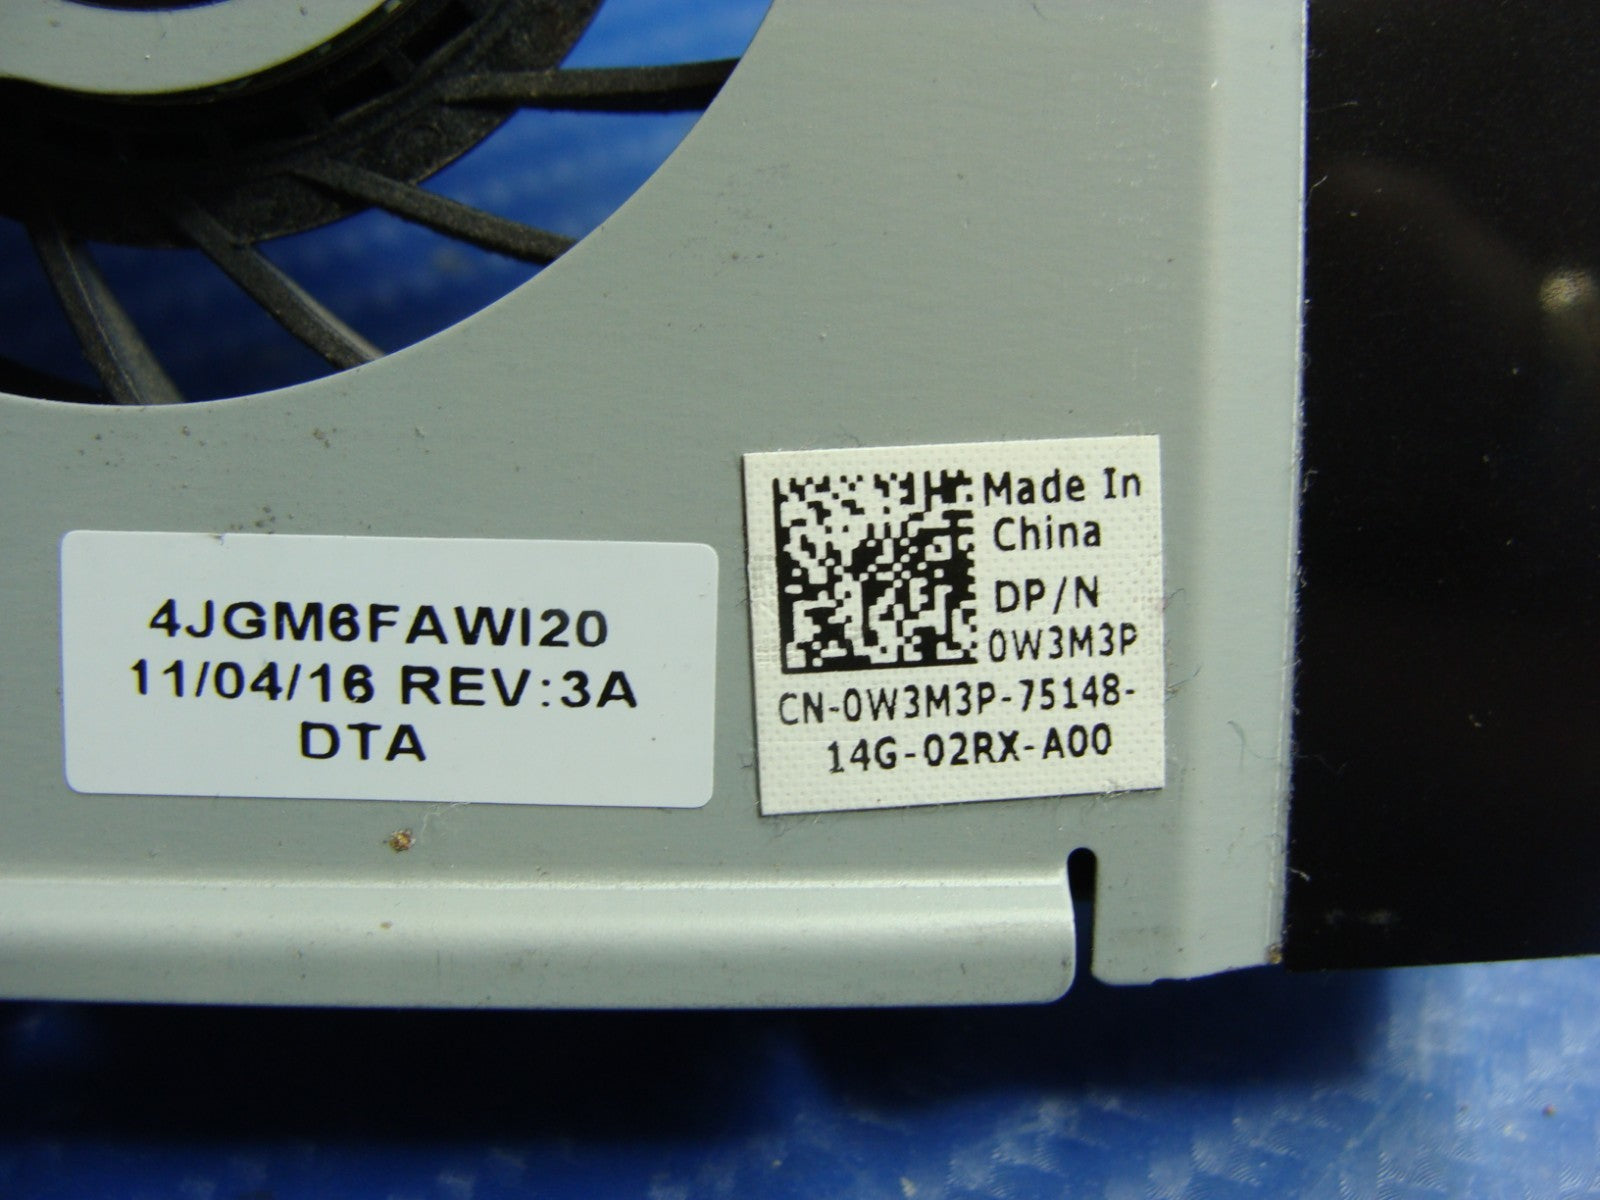 4JGM6FAWI20
11/04/16 REV:3A
DTA
Made In
China
DP/N
0W3M3P
CN-0W3M3P-75148-
14G-02RX-A00